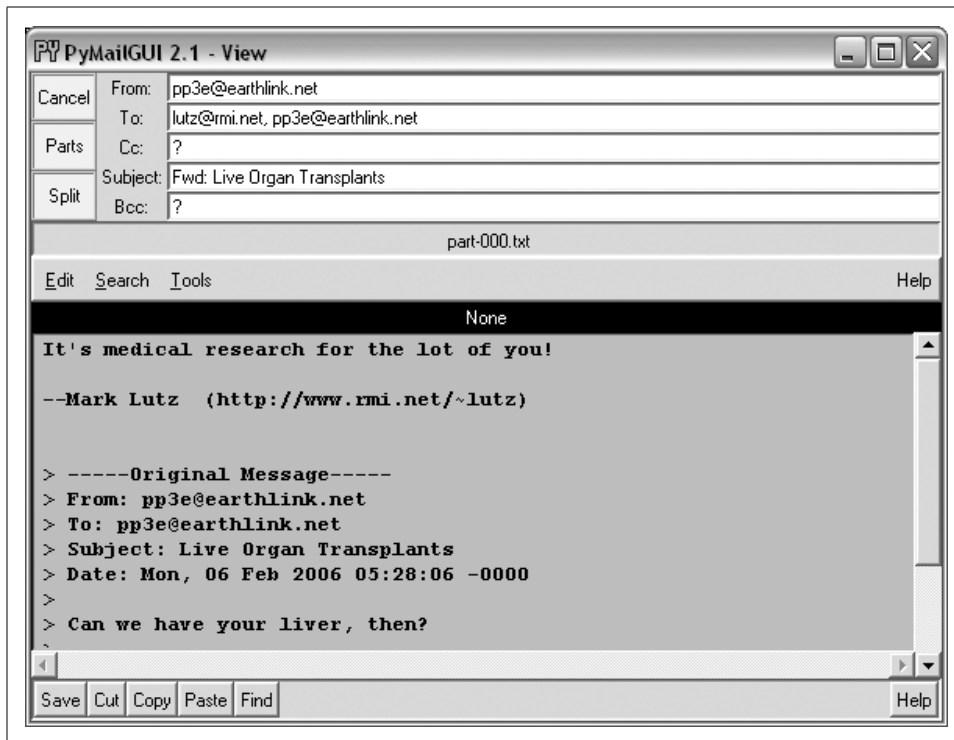 PY PyMailGUI 2.1 - View
Cancel
From: pp3e@earthlink.net
To: lutz@rmi.net, pp3e@earthlink.net
Parts
Cc: ?
Subject: Fwd: Live Organ Transplants
Split
Bcc: ?
part-000.txt
Edit Search Tools Help
None
It's medical research for the lot of you!
--Mark Lutz (http://www.rmi.net/~lutz)
> -----Original Message-----
> From: pp3e@earthlink.net
> To: pp3e@earthlink.net
> Subject: Live Organ Transplants
> Date: Mon, 06 Feb 2006 05:28:06 -0000
>
> Can we have your liver, then?
Save Cut Copy Paste Find Help